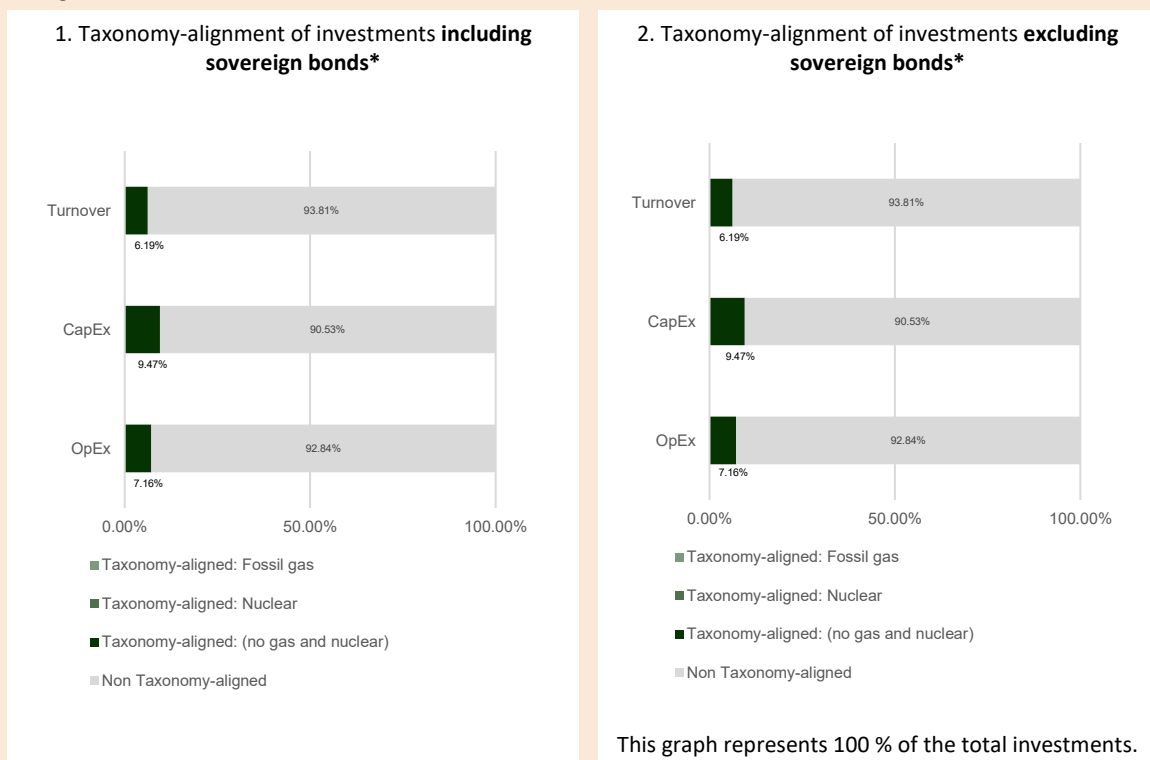 1. Taxonomy-alignment of investments including
sovereign bonds*
Turnover
93.81%
6.19%
CapEx
90.53%
9.47%
OpEx
92.84%
7.16%
0.00% 50.00% 100.00%
Taxonomy-aligned: Fossil gas
Taxonomy-aligned: Nuclear
Taxonomy-aligned: (no gas and nuclear)
Non Taxonomy-aligned
2. Taxonomy-alignment of investments excluding
sovereign bonds*
Turnover
93.81%
6.19%
CapEx
90.53%
9.47%
OpEx
92.84%
7.16%
0.00% 50.00% 100.00%
Taxonomy-aligned: Fossil gas
Taxonomy-aligned: Nuclear
Taxonomy-aligned: (no gas and nuclear)
Non Taxonomy-aligned
This graph represents 100 % of the total investments.